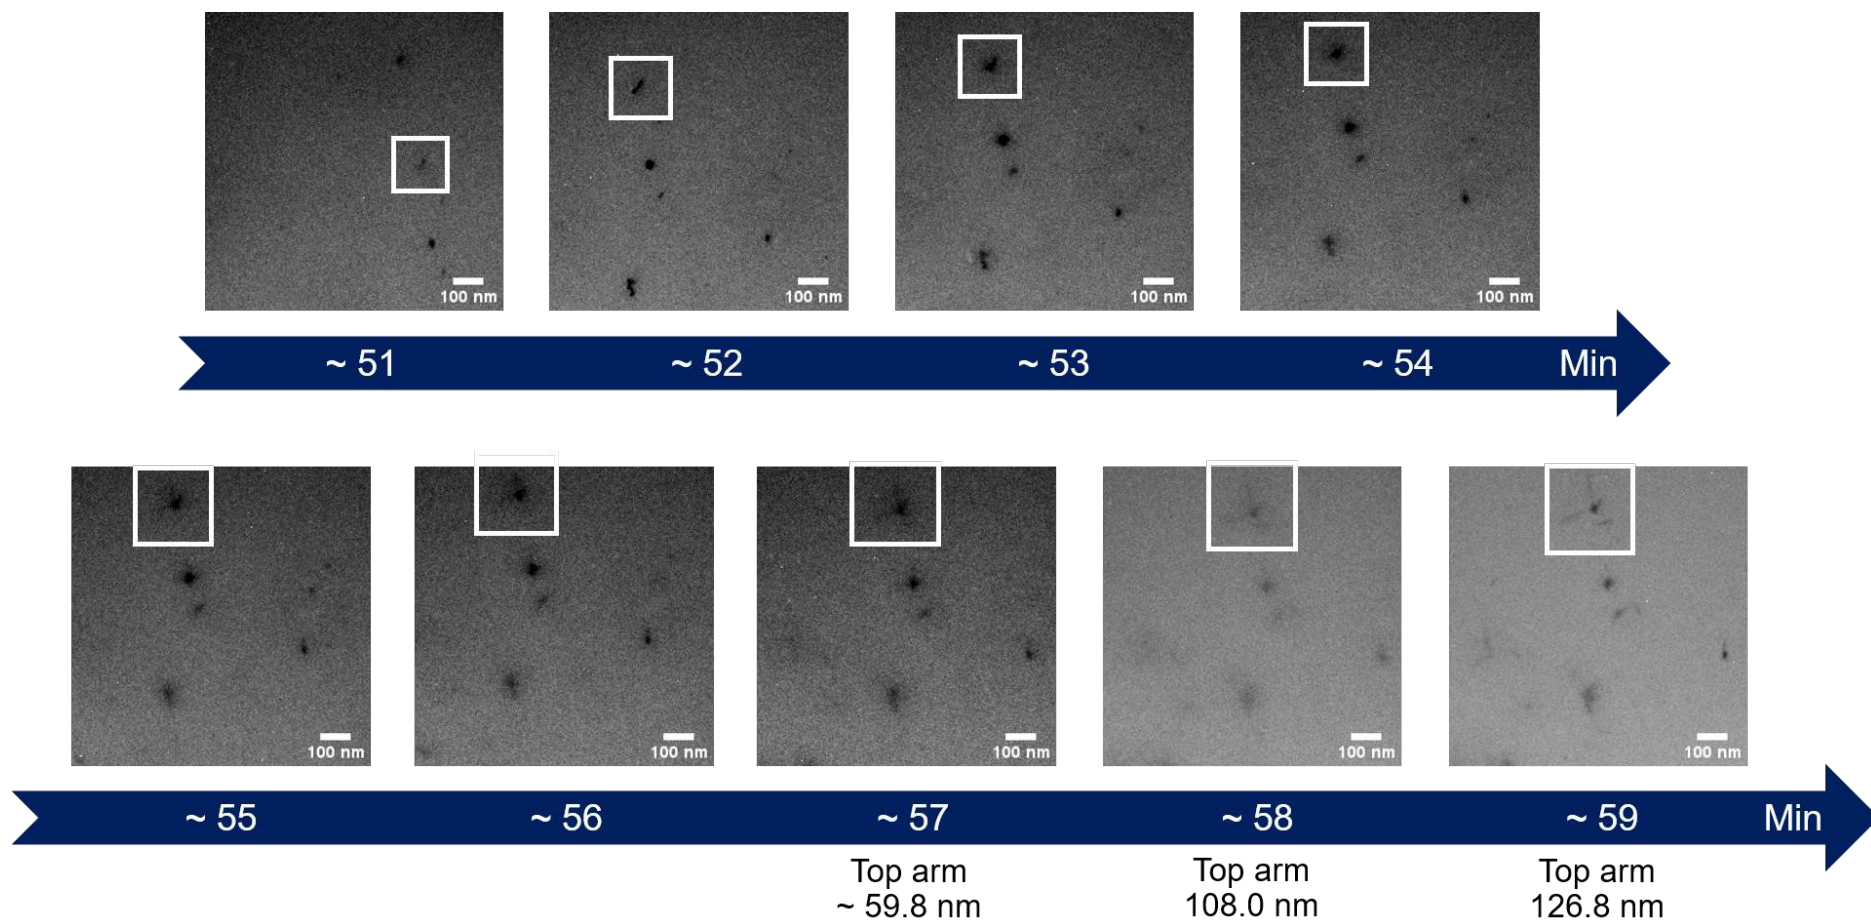 100 nm 100 nm 100 nm 100 nm
~ 51 ~ 52 ~ 53 ~ 54 Min
100 nm 100 nm 100 nm 100 nm 100 nm
~ 55 ~ 56 ~ 57 ~ 58 ~ 59 Min
Top arm Top arm Top arm
~ 59.8 nm 108.0 nm 126.8 nm